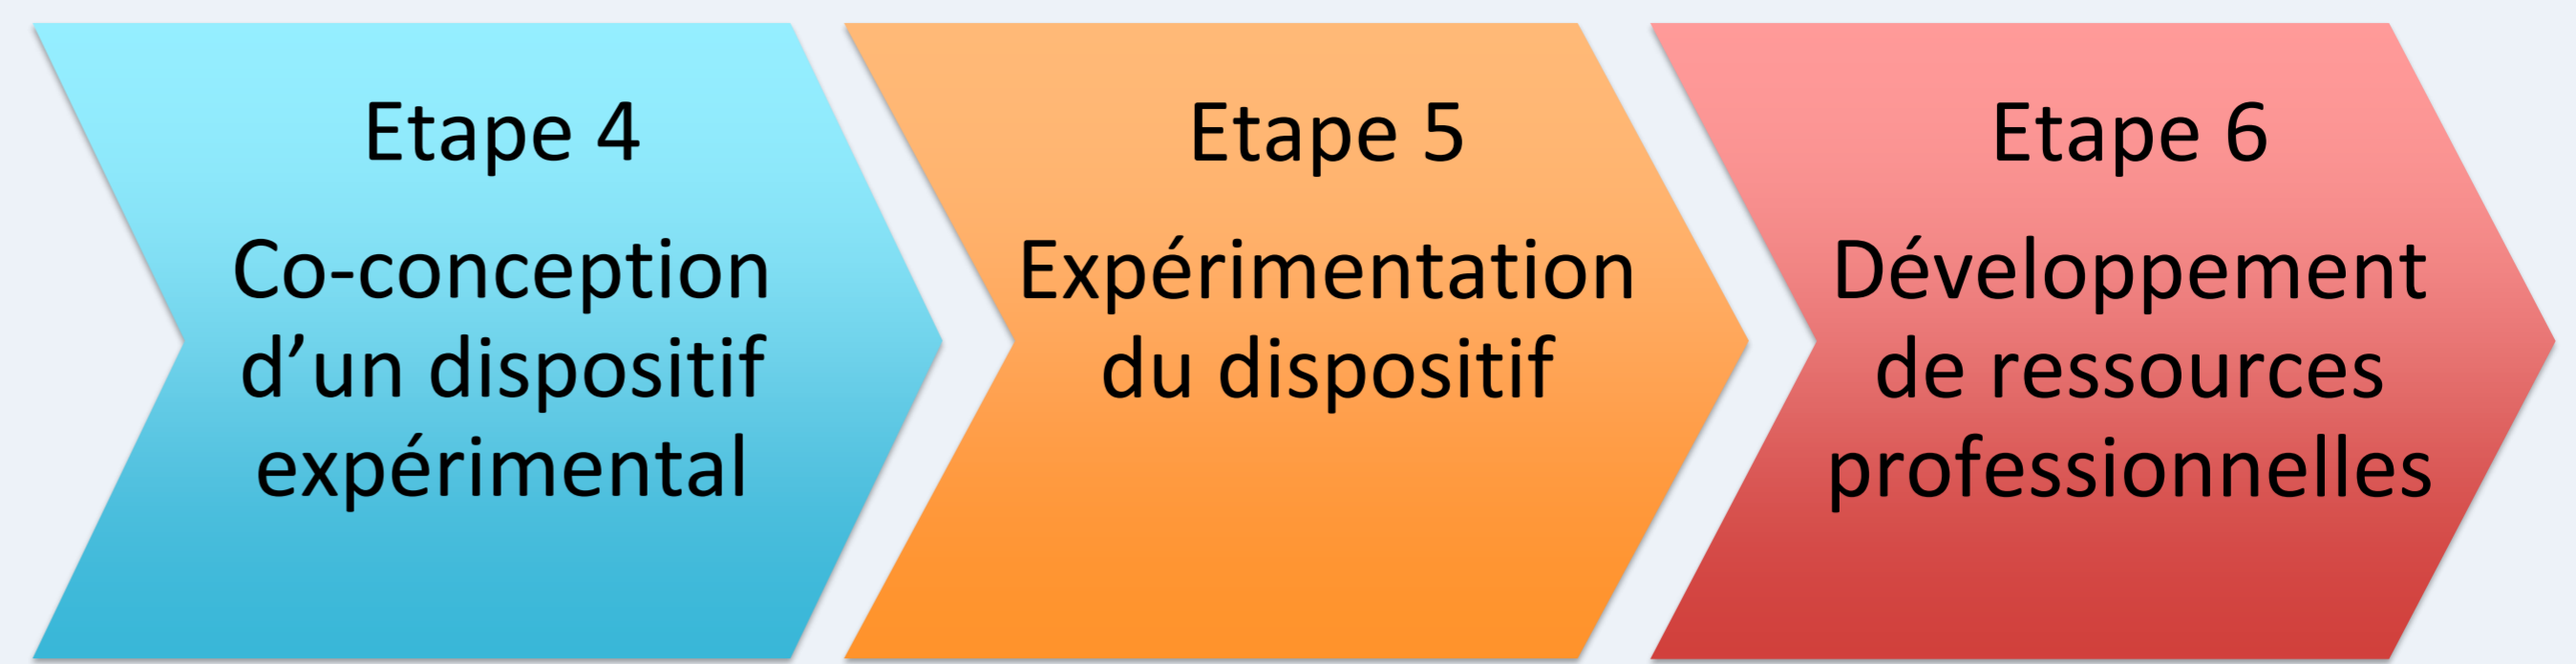 Etape 4
Co-conception
d’un dispositif
expérimental
Etape 5
Expérimentation
du dispositif
Etape 6
Développement
de ressources
professionnelles